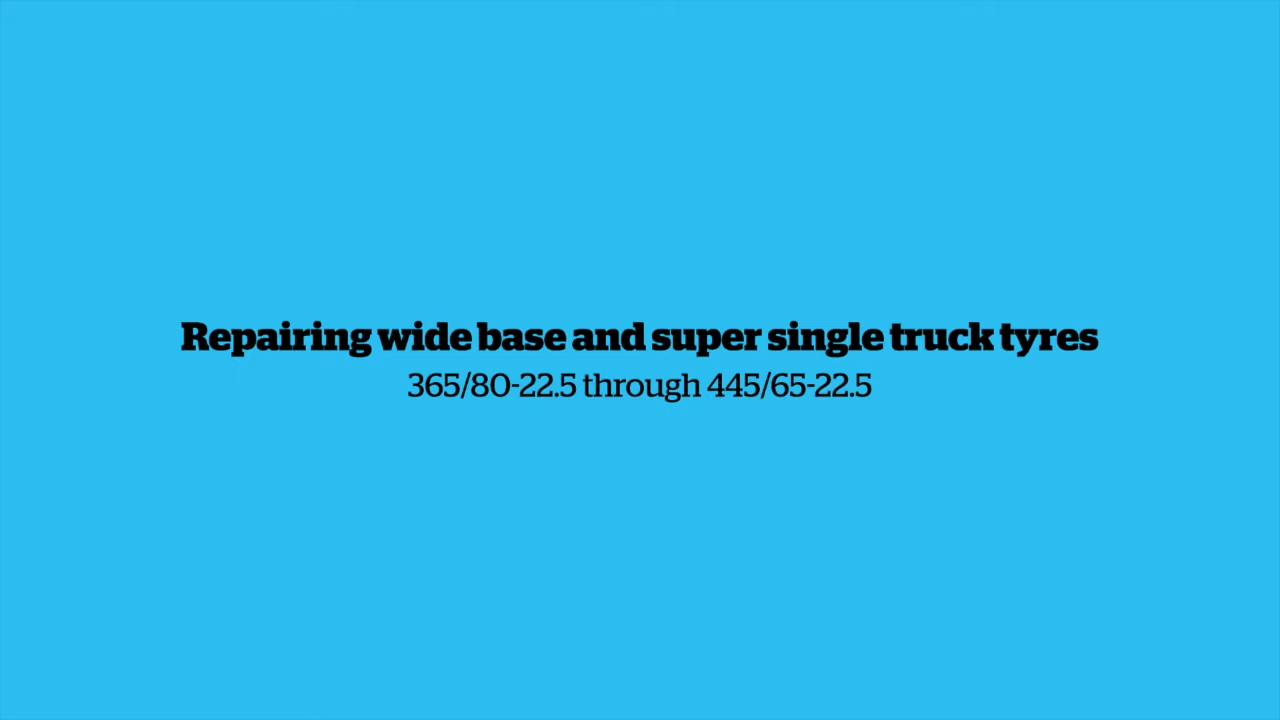 Repairing wide base and super single truck tyres
365/80-22.5 through 445/65-22.5